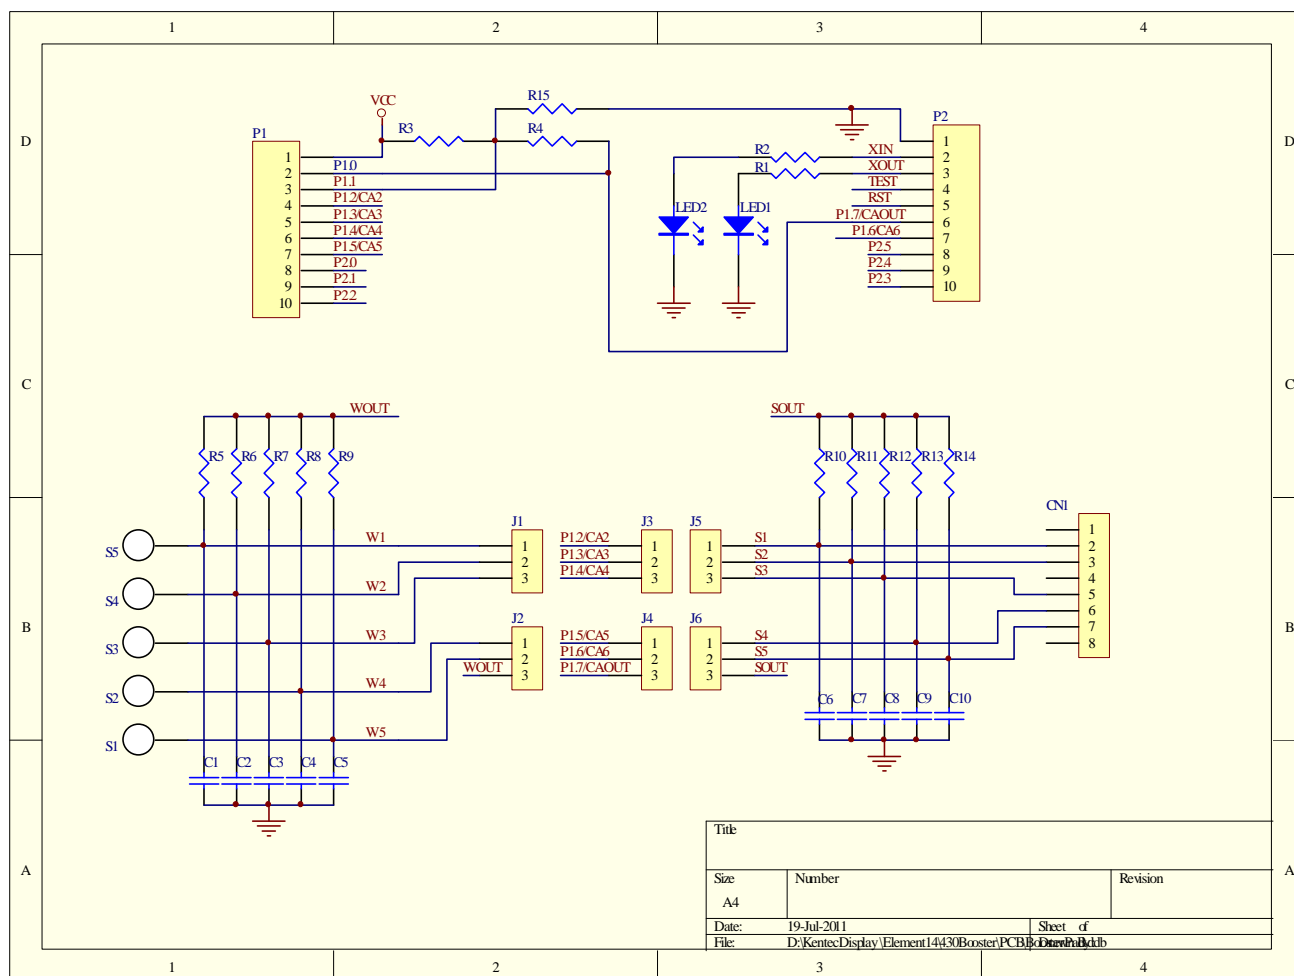 1 2 3 4
D D
C C
B B
A A
1 2 3 4
VCC
R3
R15
R4
P1
1
2 P1.0
3 P1.1
4 P1.2/CA2
5 P1.3/CA3
6 P1.4/CA4
7 P1.5/CA5
8 P2.0
9 P2.1
10 P2.2
P2
1
R2 XIN 2
R1 XOUT 3
TEST 4
RST 5
P1.7/CAOUT 6
P1.6/CA6 7
P2.5 8
P2.4 9
P2.3 10
LED2 LED1
WOUT
R5 R6 R7 R8 R9
SOUT
R10 R11 R12 R13 R14
S5 W1
S4 W2
S3 W3
S2 W4
S1 W5
C1 C2 C3 C4 C5
J1
1
2
3
J2
1
2
WOUT 3
J3
P1.2/CA2 1
P1.3/CA3 2
P1.4/CA4 3
J4
P1.5/CA5 1
P1.6/CA6 2
P1.7/CAOUT 3
J5
1 S1
2 S2
3 S3
J6
1 S4
2 S5
3 SOUT
CN1
1
2
3
4
5
6
7
8
C6 C7 C8 C9 C10
Title
Size Number Revision
A4
Date: 19-Jul-2011 Sheet of
File: D:\KentecDisplay\Element14\430Booster\PCB\